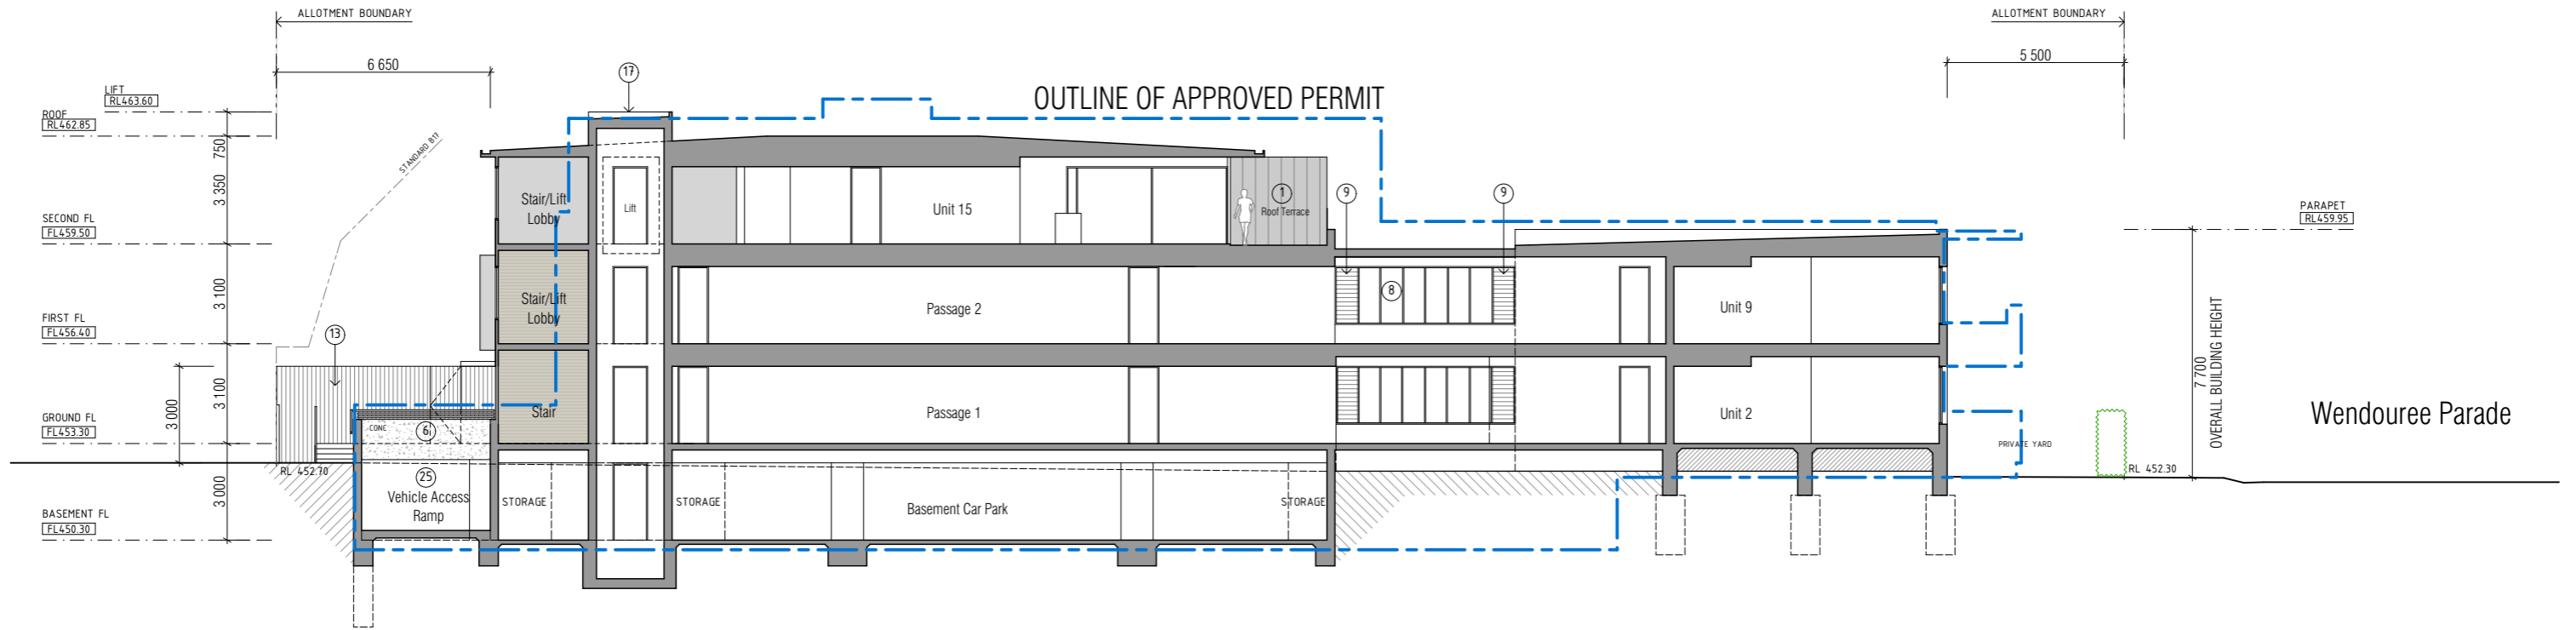 ALLOTMENT BOUNDARY
ALLOTMENT BOUNDARY
6 650
5 500
17
LIFT
RL463.60
ROOF
RL462.85
OUTLINE OF APPROVED PERMIT
750
STANDARD B17
3 350
Stair/Lift
Lobby
Lift
Unit 15
1
Roof Terrace
9
9
PARAPET
RL459.95
SECOND FL
FL459.50
3 100
Stair/Lift
Lobby
Passage 2
8
Unit 9
FIRST FL
FL456.40
13
OVERALL BUILDING HEIGHT
7 700
3 100
3 000
Stair
Passage 1
Unit 2
Wendouree Parade
GROUND FL
FL453.30
CONC
6
PRIVATE YARD
RL 452.70
RL 452.30
25
Vehicle Access
Ramp
3 000
STORAGE
STORAGE
Basement Car Park
STORAGE
BASEMENT FL
FL450.30